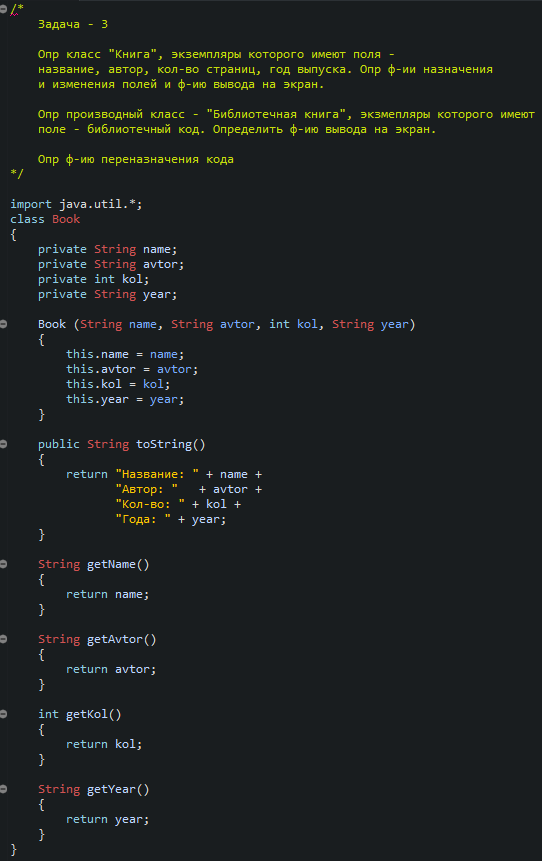 /*
Задача - 3
Опр класс "Книга", экземпляры которого имеют поля -
название, автор, кол-во страниц, год выпуска. Опр ф-ии назначения
и изменения полей и ф-ию вывода на экран.
Опр производный класс - "Библиотечная книга", экзмепляры которого имеют
поле - библиотечный код. Определить ф-ию вывода на экран.
Опр ф-ию переназначения кода
*/
import java.util.*;
class Book
{
private String name;
private String avtor;
private int kol;
private String year;
Book (String name, String avtor, int kol, String year)
{
this.name = name;
this.avtor = avtor;
this.kol = kol;
this.year = year;
}
public String toString()
{
return "Название: " + name +
"Автор: "   + avtor +
"Кол-во: " + kol +
"Года: " + year;
}
String getName()
{
return name;
}
String getAvtor()
{
return avtor;
}
int getKol()
{
return kol;
}
String getYear()
{
return year;
}
}